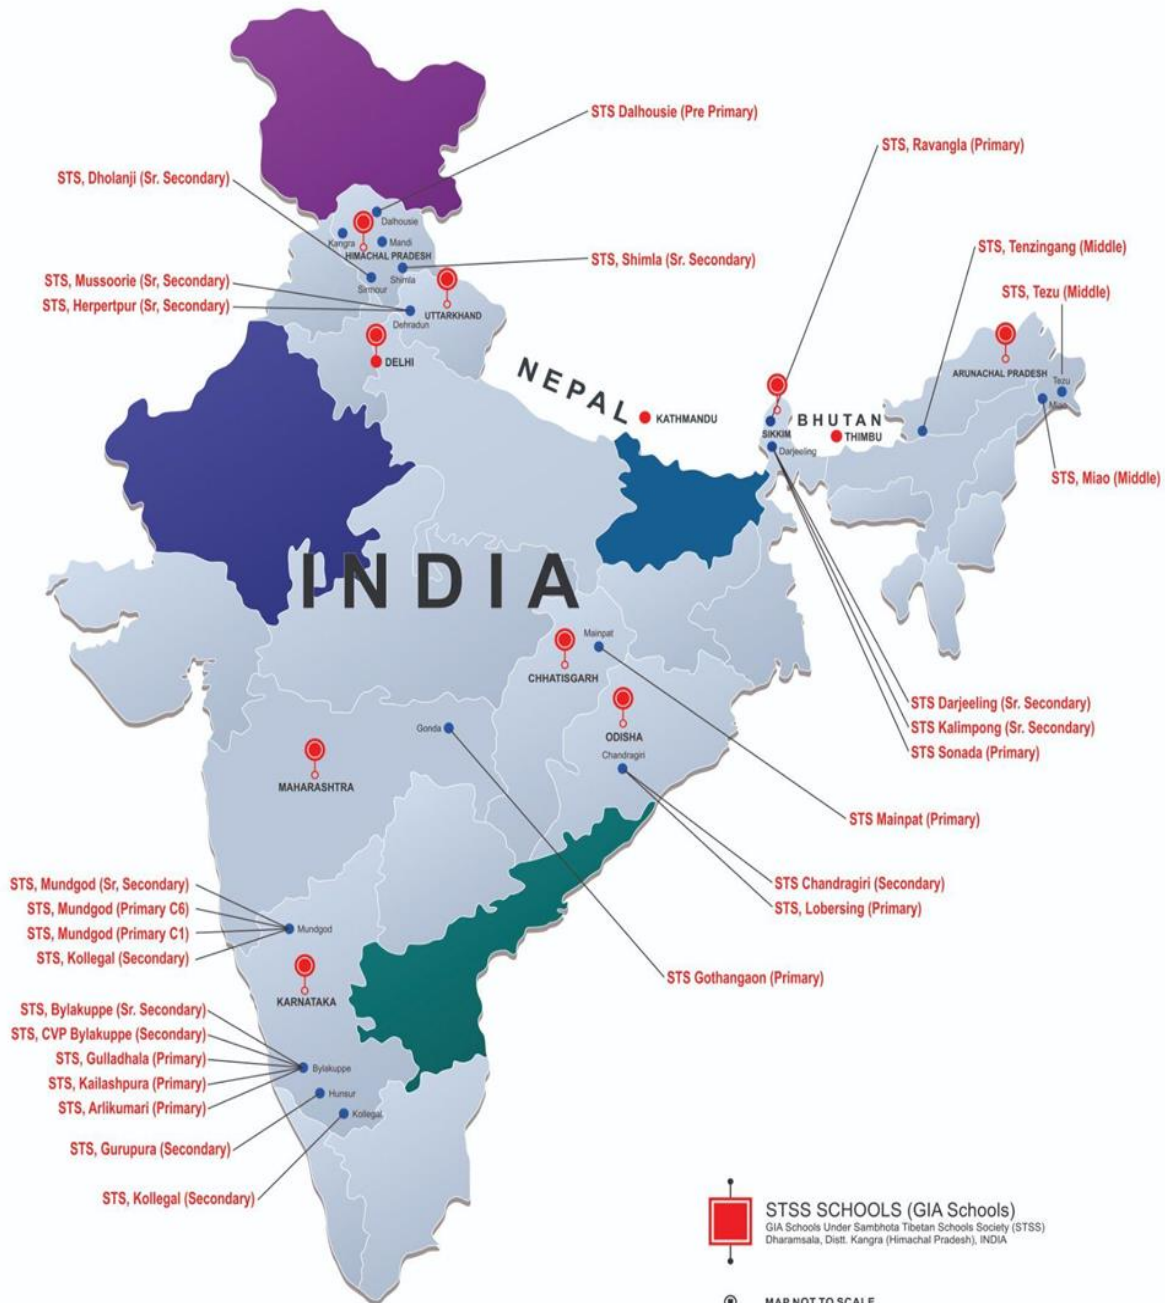 STS Dalhousie (Pre Primary)
STS, Ravangla (Primary)
STS, Dholanji (Sr. Secondary)
Dalhousie
Kangra
Mandi
HIMACHAL PRADESH
STS, Tenzingang (Middle)
STS, Shimla (Sr. Secondary)
STS, Mussoorie (Sr, Secondary)
Shimla
Sirmour
STS, Tezu (Middle)
STS, Herpertpur (Sr, Secondary)
UTTARKHAND
Dehradun
DELHI
ARUNACHAL PRADESH
Tezu
Miao
NEPAL
KATHMANDU
BHUTAN
SIKKIM
THIMBU
Darjeeling
STS, Miao (Middle)
INDIA
Mainpat
CHHATISGARH
STS Darjeeling (Sr. Secondary)
STS Kalimpong (Sr. Secondary)
STS Sonada (Primary)
Gonda
ODISHA
Chandragiri
MAHARASHTRA
STS Mainpat (Primary)
STS Chandragiri (Secondary)
STS, Lobersing (Primary)
STS, Mundgod (Sr, Secondary)
STS, Mundgod (Primary C6)
STS, Mundgod (Primary C1)
STS, Kollegal (Secondary)
Mundgod
STS Gothangaon (Primary)
KARNATAKA
STS, Bylakuppe (Sr. Secondary)
STS, CVP Bylakuppe (Secondary)
STS, Gulladhala (Primary)
STS, Kailashpura (Primary)
STS, Arlikumari (Primary)
Bylakuppe
Hunsur
Kollegal
STS, Gurupura (Secondary)
STS, Kollegal (Secondary)
STSS SCHOOLS (GIA Schools)
GIA Schools Under Sambhota Tibetan Schools Society (STSS)
Dharamsala, Distt. Kangra (Himachal Pradesh), INDIA
MAP NOT TO SCALE